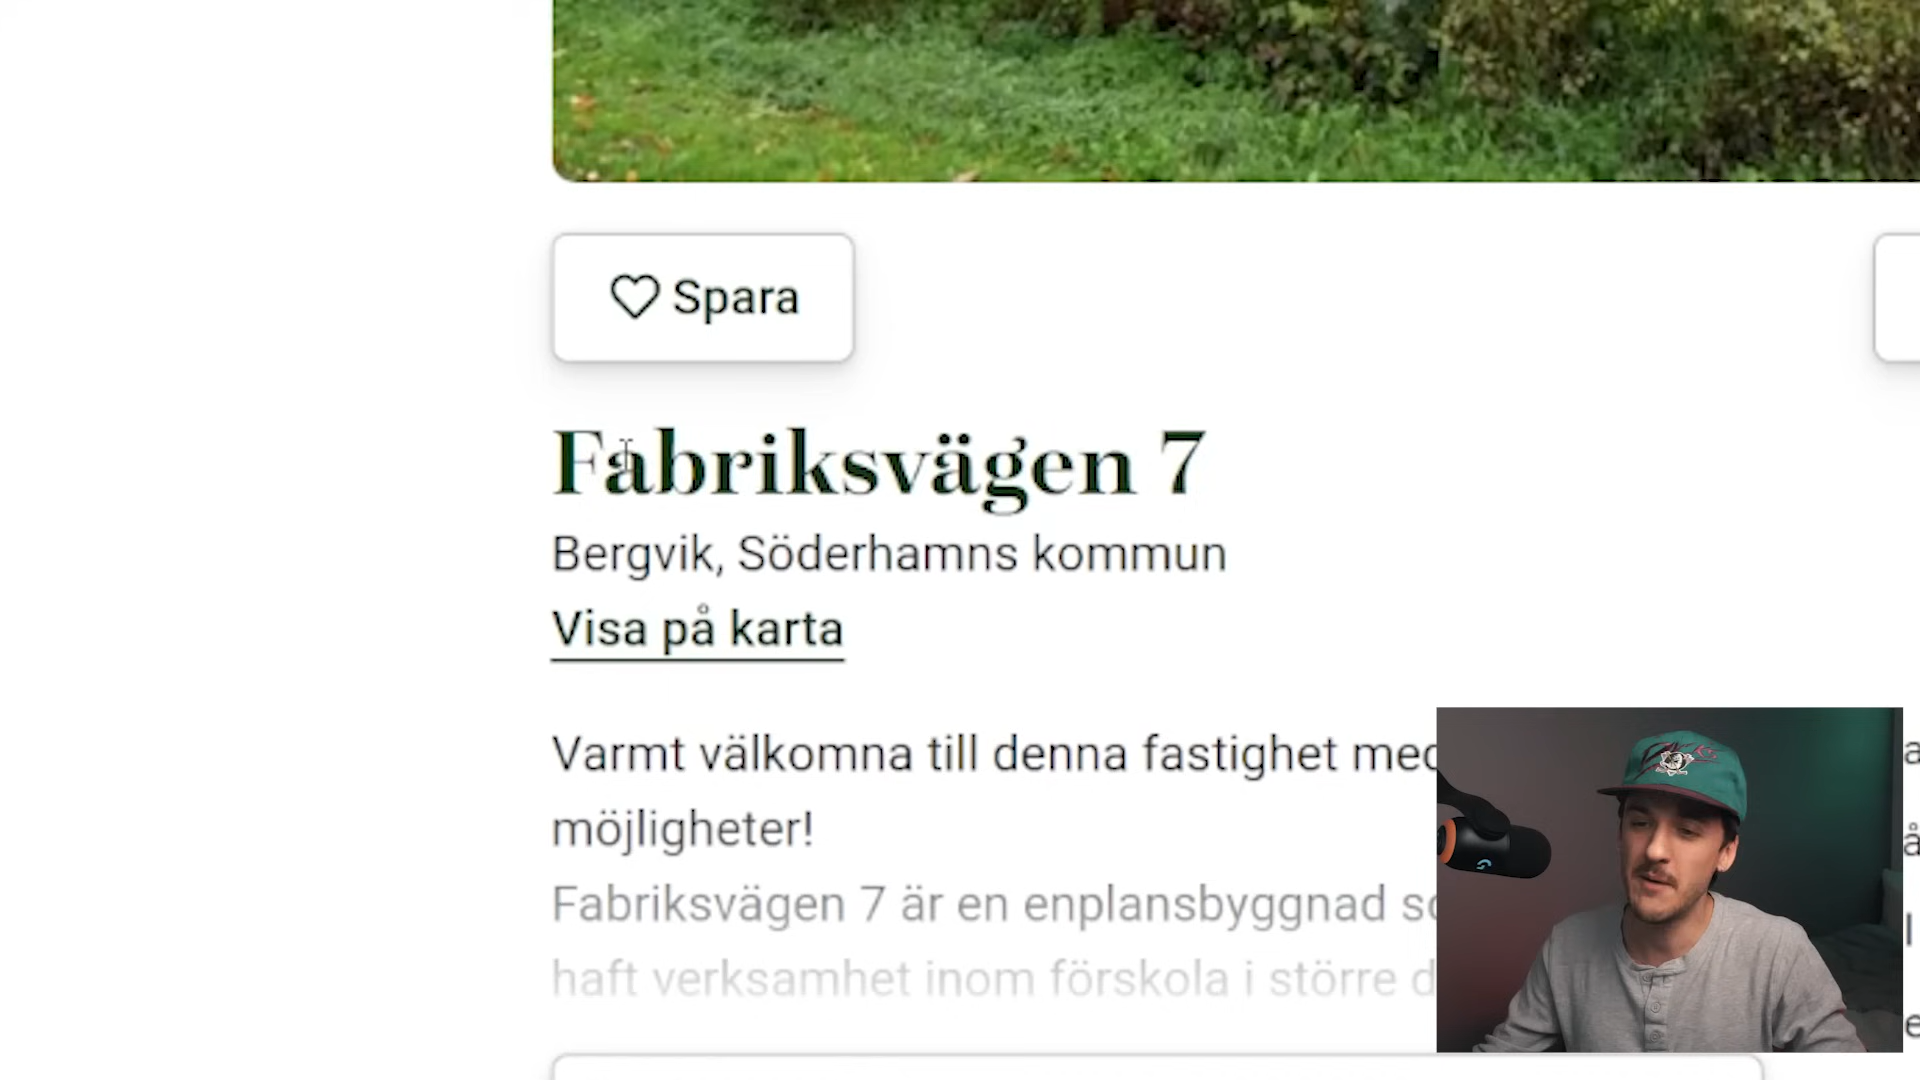 Spara
Fabriksvägen 7
Bergvik, Söderhamns kommun
Visa på karta
Varmt välkomna till denna fastighet med
möjligheter!
Fabriksvägen 7 är en enplansbyggnad
haft verksamhet inom förskola i större